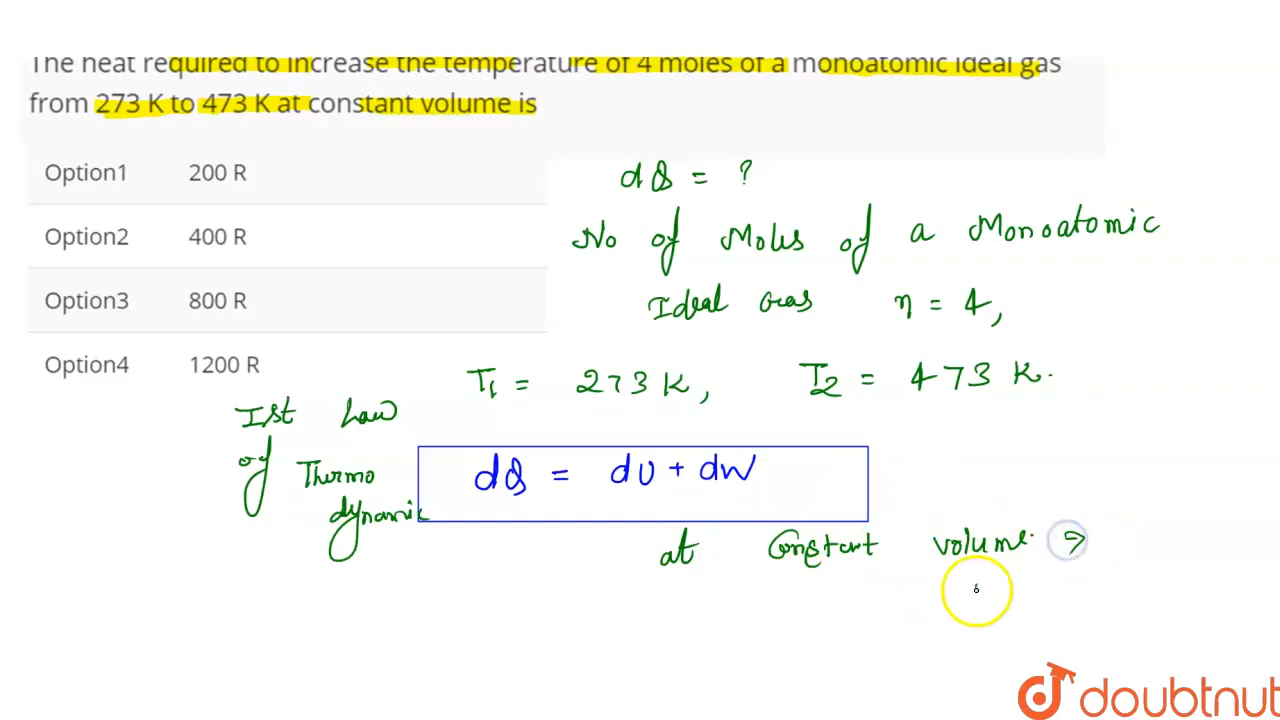 The heat required to increase the temperature of 4 moles of a monoatomic ideal gas
from 273 K to 473 K at constant volume is
Option1 200 R
Option2 400 R
Option3 800 R
Option4 1200 R
dQ = ?
No of Moles of a Monoatomic
Ideal Gas n = 4,
T1 = 273 K, T2 = 473 K.
Ist Law
of Thermo
dynamic
dQ = dU + dW
at Constant volume. ⇒
doubtnut